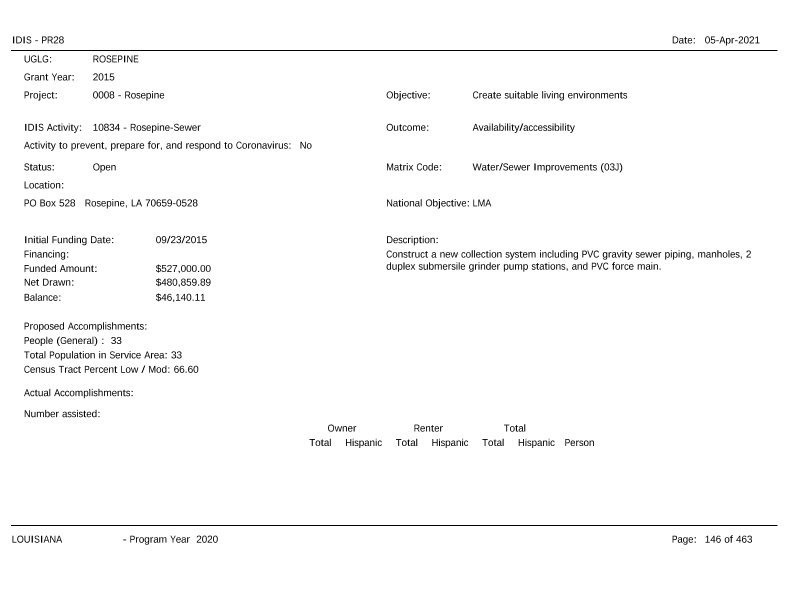 IDIS - PR28 Date: 05-Apr-2021
UGLG: ROSEPINE
Grant Year: 2015
Project: 0008 - Rosepine Objective: Create suitable living environments
IDIS Activity: 10834 - Rosepine-Sewer Outcome: Availability/accessibility
Activity to prevent, prepare for, and respond to Coronavirus: No
Status: Open Matrix Code: Water/Sewer Improvements (03J)
Location:
PO Box 528 Rosepine, LA 70659-0528 National Objective: LMA
Initial Funding Date: 09/23/2015 Description:
Financing: Construct a new collection system including PVC gravity sewer piping, manholes, 2
Funded Amount: $527,000.00 duplex submersile grinder pump stations, and PVC force main.
Net Drawn: $480,859.89
Balance: $46,140.11
Proposed Accomplishments:
People (General) : 33
Total Population in Service Area: 33
Census Tract Percent Low / Mod: 66.60
Actual Accomplishments:
Number assisted:
Owner Renter Total
Total Hispanic Total Hispanic Total Hispanic Person
LOUISIANA - Program Year 2020 Page: 146 of 463